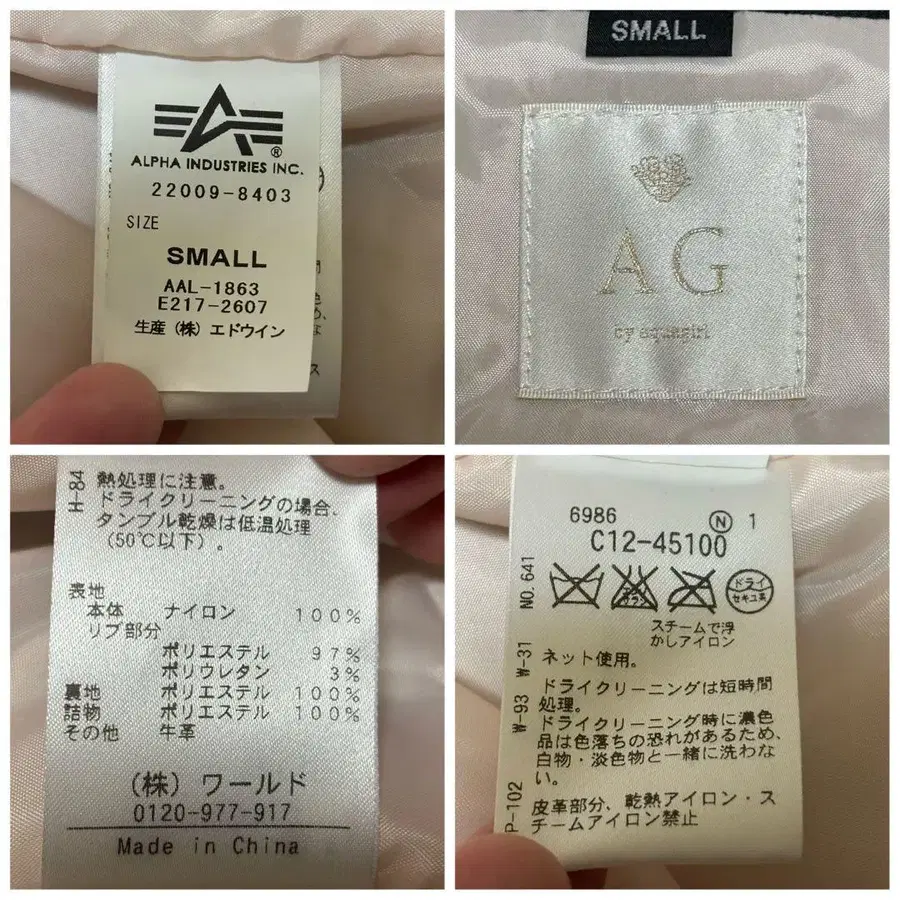 ALPHA INDUSTRIES INC.®
22009-8403
SIZE
SMALL
AAL-1863
E217-2607
生産(株)エドウイン
SMALL
AG
by aquagirl
H-84
熱処理に注意。
ドライクリーニングの場合、
タンブル乾燥は低温処理
(50℃以下)。
表地
本体 ナイロン 100%
リブ部分
ポリエステル 97%
ポリウレタン 3%
裏地 ポリエステル 100%
詰物 ポリエステル 100%
その他 牛革
(株)ワールド
0120-977-917
Made in China
6986 N 1
C12-45100
NO. 641
ドライ
セキユ系
スチームで浮
かしアイロン
W-31
ネット使用。
W-93
ドライクリーニングは短時間
処理。
ドライクリーニング時に濃色
品は色落ちの恐れがあるため、
白物・淡色物と一緒に洗わな
い。
P-102
皮革部分、乾熱アイロン・ス
チームアイロン禁止